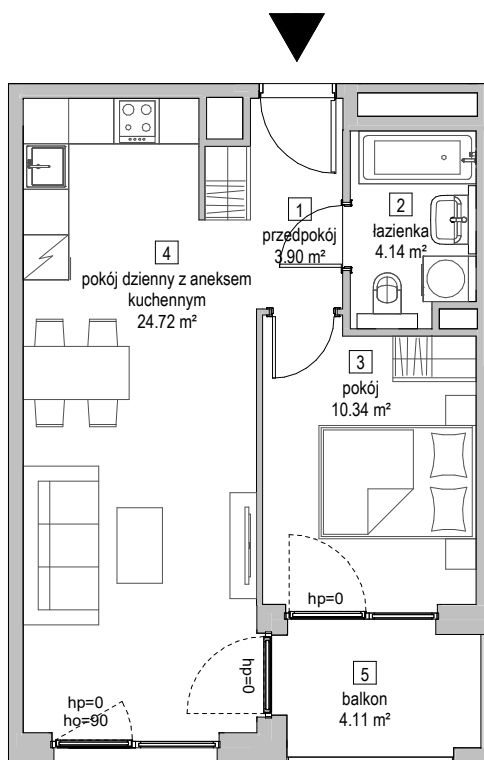 1
przedpokój
3.90 m²
2
łazienka
4.14 m²
4
pokój dzienny z aneksem
kuchennym
24.72 m²
3
pokój
10.34 m²
hp=0
hp=0
5
balkon
4.11 m²
hp=0
ho=90